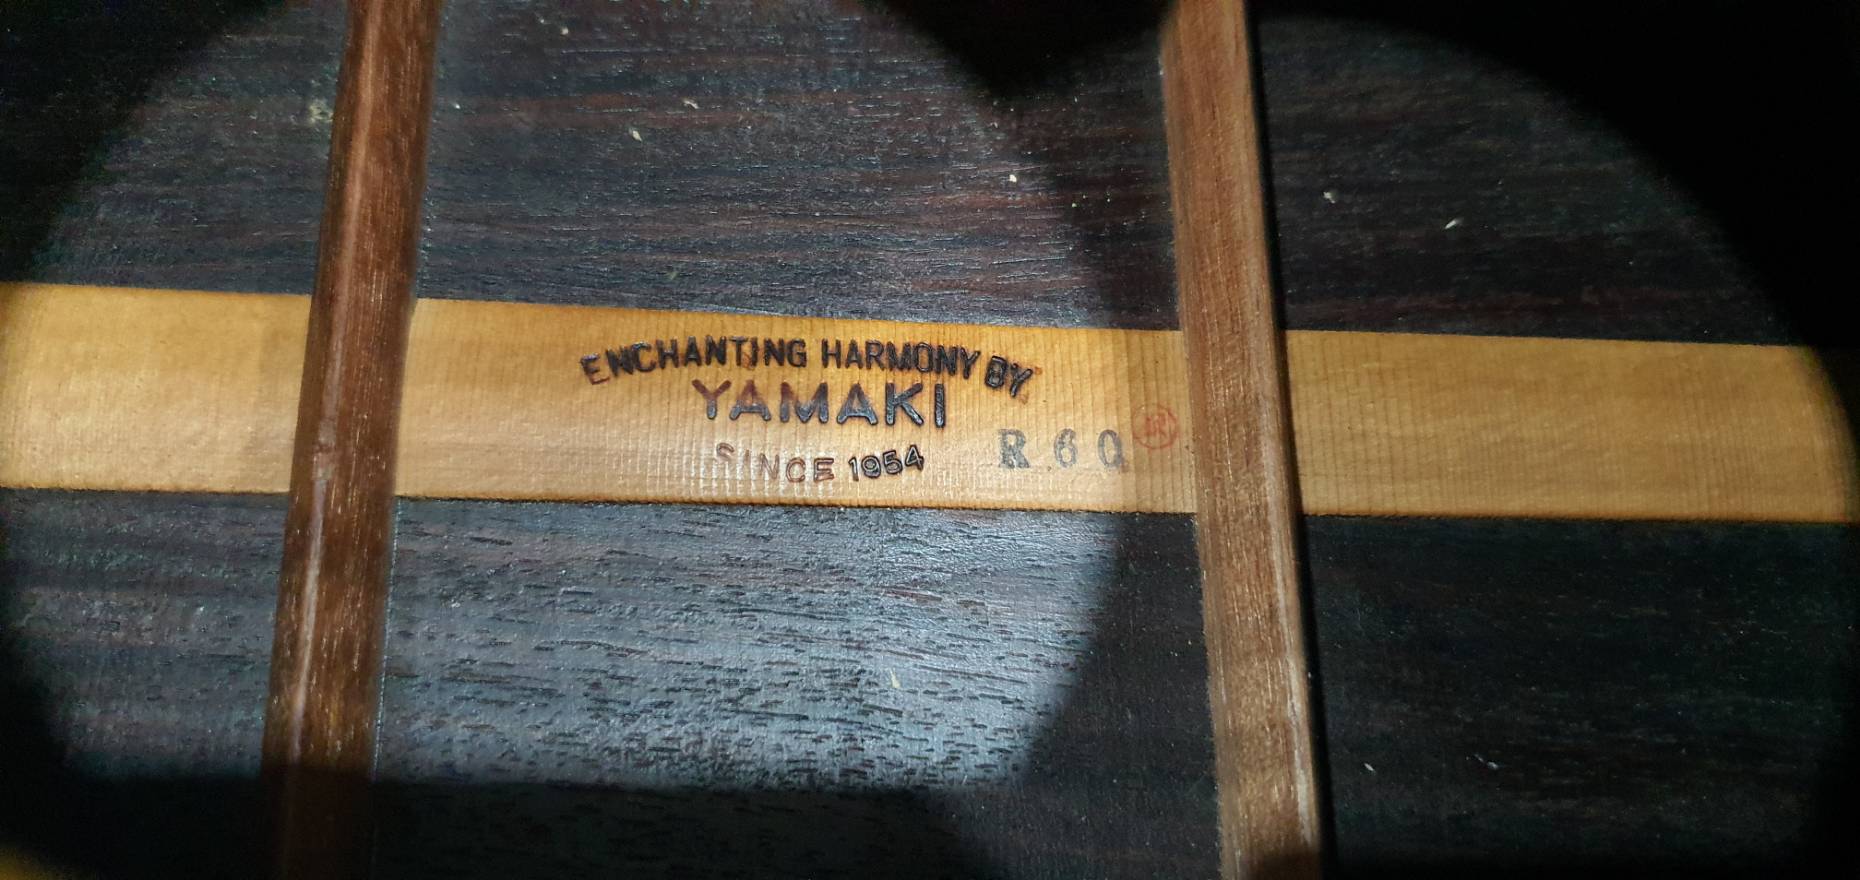 ENCHANTING HARMONY BY
YAMAKI
SINCE 1954
R 60